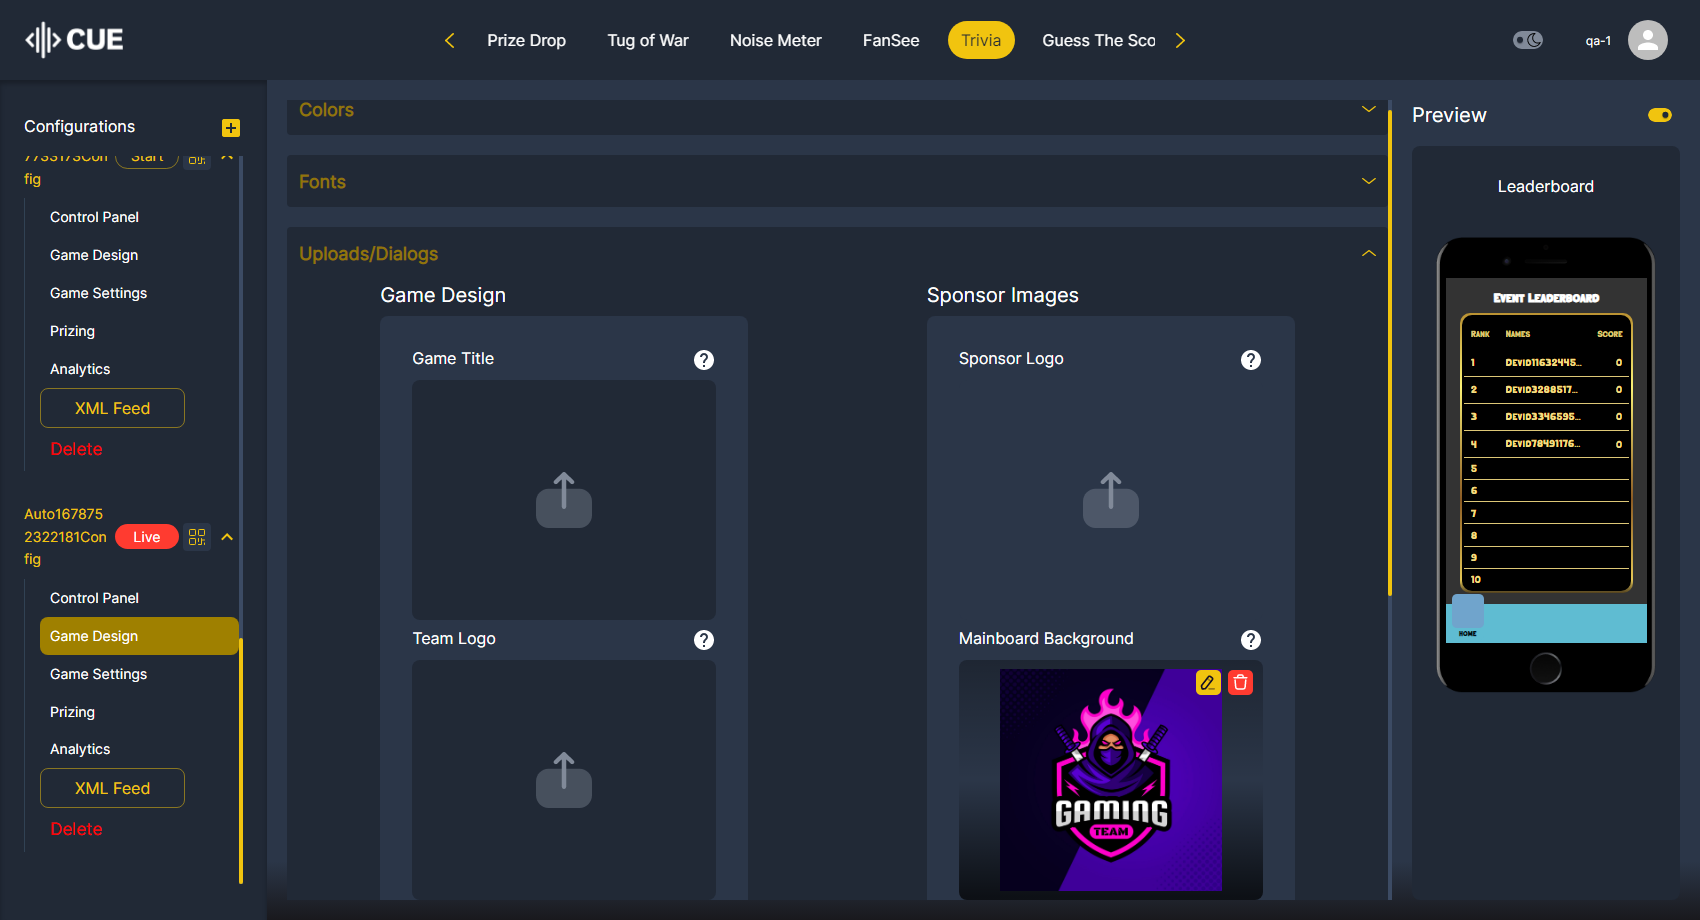 CUE
Prize Drop
Tug of War
Noise Meter
FanSee
Trivia
Guess The Sco
qa-1
Configurations
7733173Con
Start
fig
Control Panel
Game Design
Game Settings
Prizing
Analytics
XML Feed
Delete
Auto167875
2322181Con
fig
Live
Control Panel
Game Design
Game Settings
Prizing
Analytics
XML Feed
Delete
Colors
Fonts
Uploads/Dialogs
Game Design
Game Title
Team Logo
Sponsor Images
Sponsor Logo
Mainboard Background
GAMING
TEAM
Preview
Leaderboard
Event Leaderboard
Rank Names Score
1 Devid11632445... 0
2 Devid3288517... 0
3 Devid3346595... 0
4 Devid78491176... 0
5
6
7
8
9
10
HOME